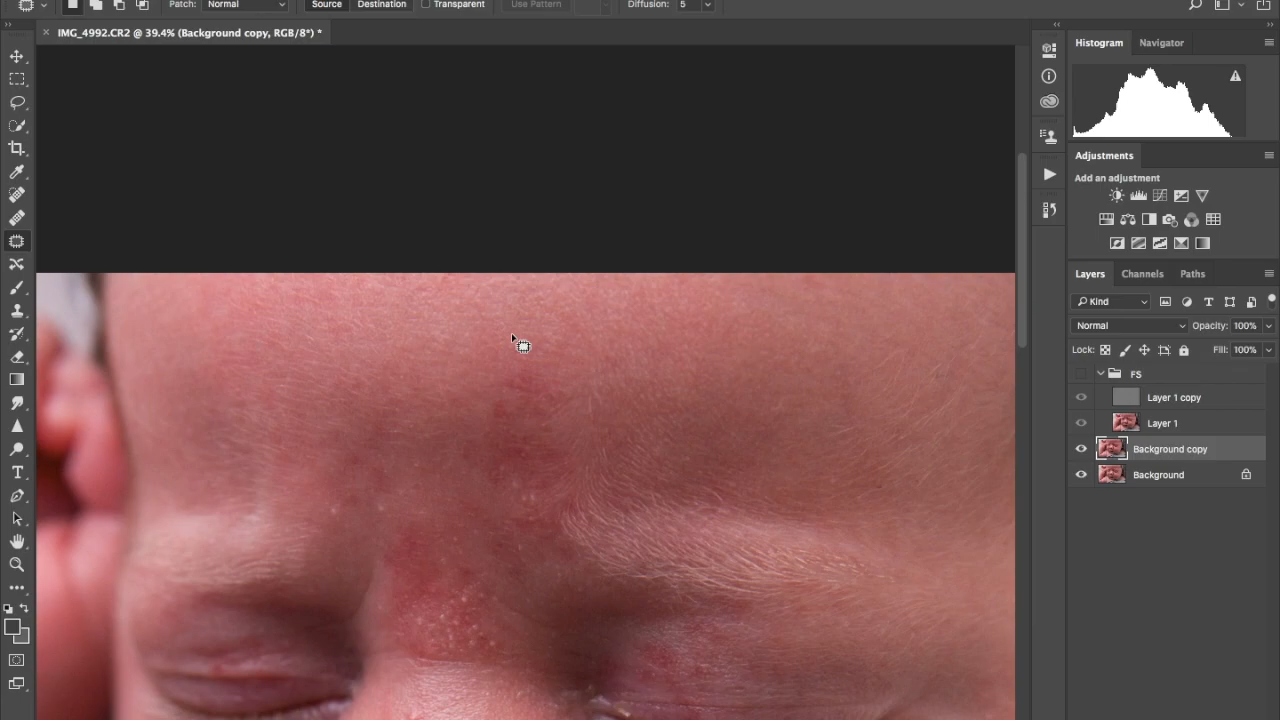 Patch: Normal Source Destination Transparent Use Pattern Diffusion: 5
IMG_4992.CR2 @ 39.4% (Background copy, RGB/8*) *
Histogram Navigator
Adjustments
Add an adjustment
Layers Channels Paths
Kind
Normal Opacity: 100%
Lock: Fill: 100%
FS
Layer 1 copy
Layer 1
Background copy
Background